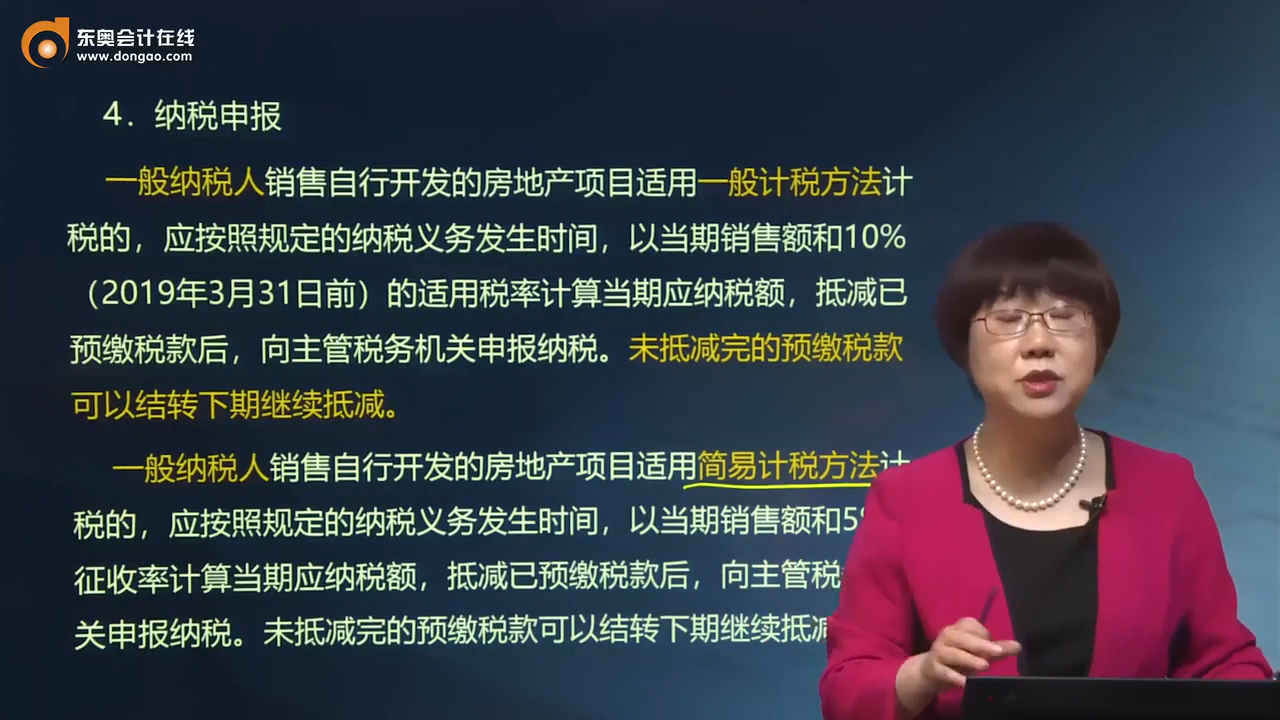 东奥会计在线
www.dongao.com
4．纳税申报
一般纳税人销售自行开发的房地产项目适用一般计税方法计
税的，应按照规定的纳税义务发生时间，以当期销售额和10%
（2019年3月31日前）的适用税率计算当期应纳税额，抵减已
预缴税款后，向主管税务机关申报纳税。未抵减完的预缴税款
可以结转下期继续抵减。
一般纳税人销售自行开发的房地产项目适用简易计税方法计
税的，应按照规定的纳税义务发生时间，以当期销售额和5%
征收率计算当期应纳税额，抵减已预缴税款后，向主管税
关申报纳税。未抵减完的预缴税款可以结转下期继续抵减